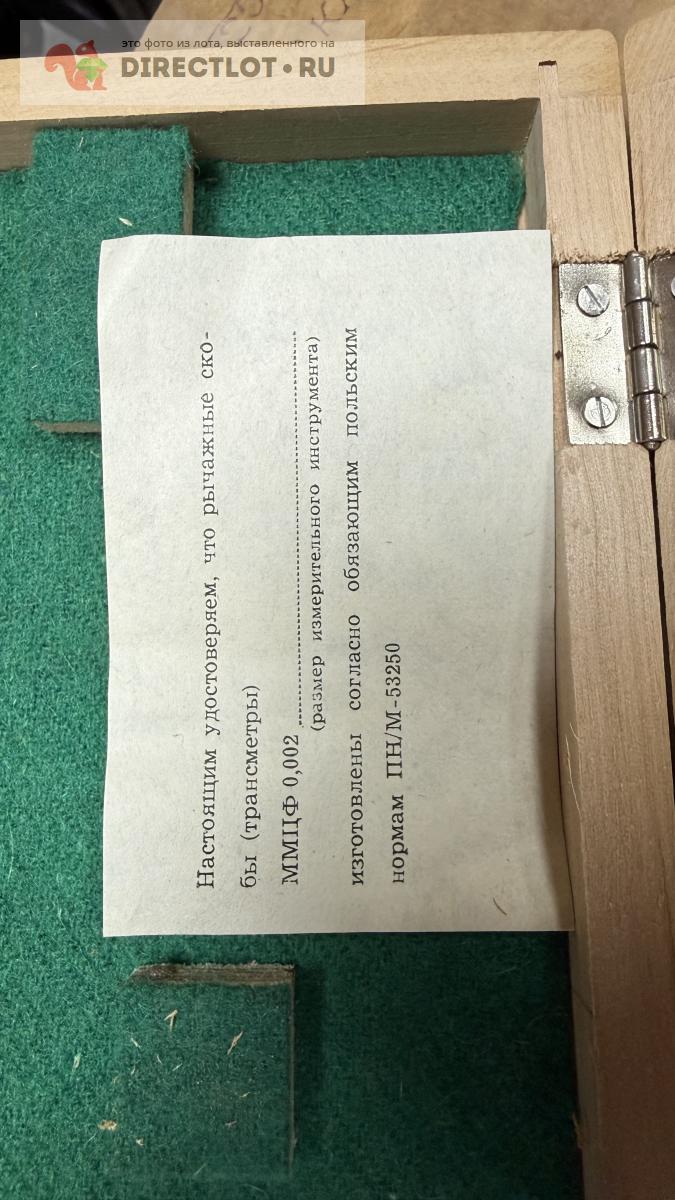 это фото из лота, выставленного на
DIRECTLOT•RU
Настоящим удостоверяем, что рычажные ско-
бы (трансметры)
ММЦФ 0,002
(размер измерительного инструмента)
изготовлены согласно обязающим польским
нормам ПН/М-53250